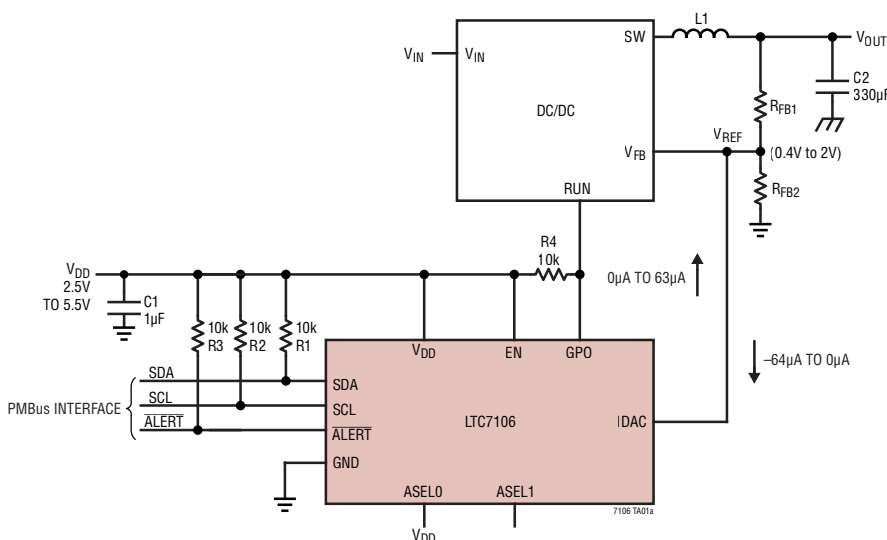 L1
SW
VOUT
VIN
VIN
C2
330µF
DC/DC
RFB1
VREF
VFB
(0.4V to 2V)
RUN
RFB2
R4
10k
0µA TO 63µA
VDD
2.5V
TO 5.5V
C1
1µF
10k
R3
10k
R2
10k
R1
VDD
EN
GPO
–64µA TO 0µA
SDA
SDA
SCL
SCL
PMBus INTERFACE
ALERT
ALERT
LTC7106
IDAC
GND
ASEL0
ASEL1
7106 TA01a
VDD